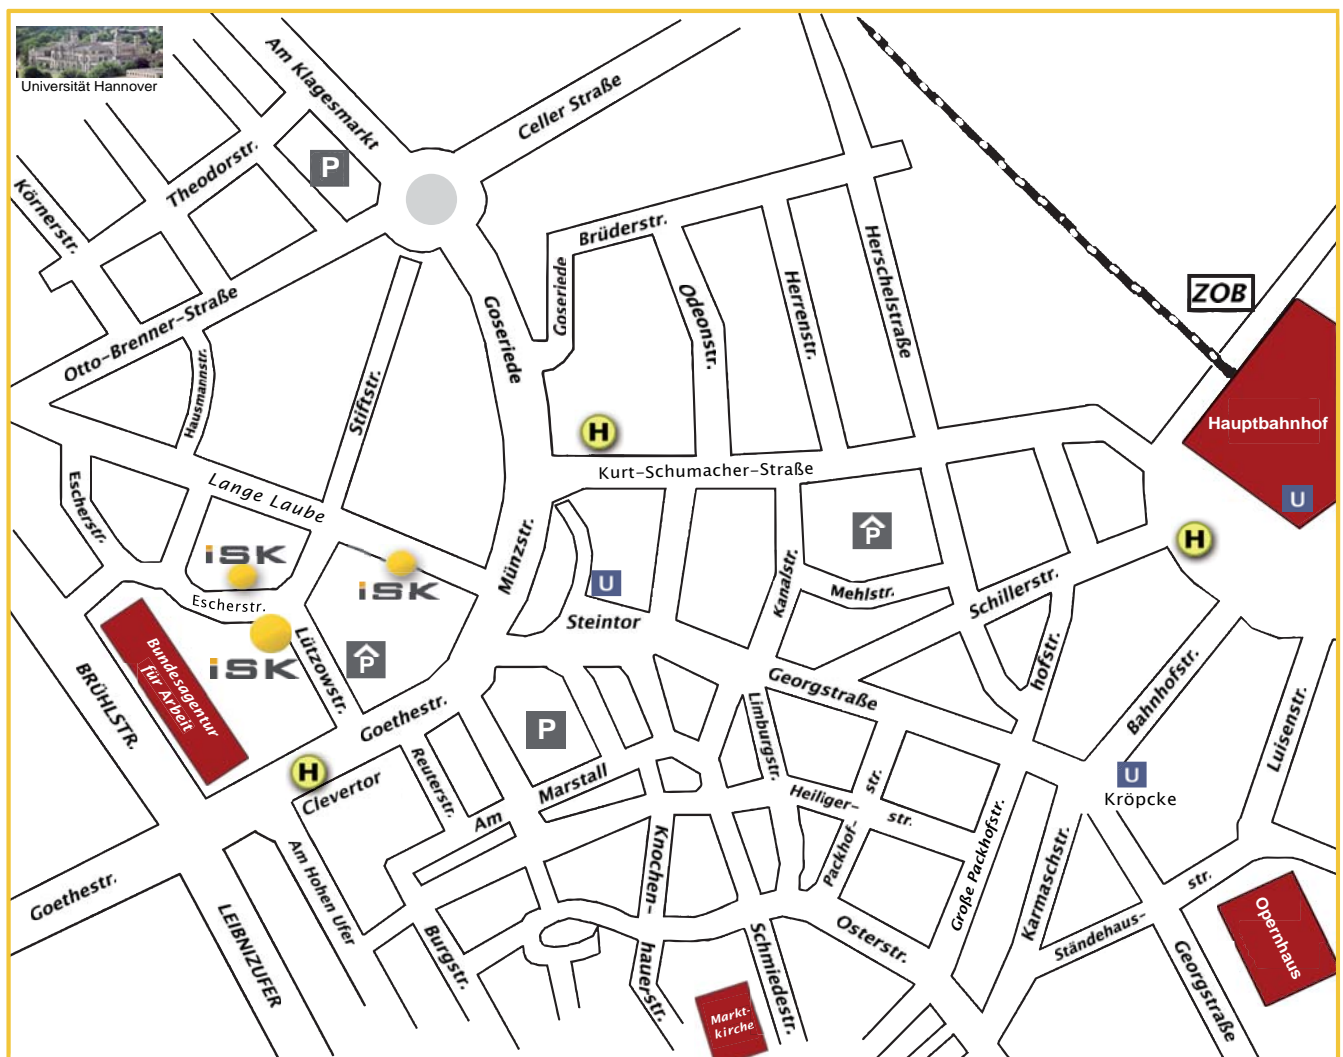 Universität Hannover
Am Klagesmarkt
Celler Straße
Theodorstr.
P
Körnerstr.
Brüderstr.
Goseriede
Goseriede
Odeonstr.
Herrenstr.
Herschelstraße
ZOB
Hauptbahnhof
U
H
Otto-Brenner-Straße
Hausmannstr.
Stiftstr.
H
Kurt-Schumacher-Straße
Lange Laube
Escherstr.
iSK
iSK
Escherstr.
iSK
Münzstr.
U
Steintor
P
Kanalstr.
Mehlstr.
Schillerstr.
hofstr.
Bahnhofstr.
Luisenstr.
Bundesagentur
für Arbeit
BRÜHLSTR.
Lützowstr.
P
Goethestr.
H
Clevertor
Reuterstr.
P
Am
Marstall
Georgstraße
Limburgstr.
Heiliger-
str.
Packhof-
str.
Große Packhofstr.
U
Kröpcke
Karmaschstr.
Ständehaus-
str.
Opernhaus
Georgstraße
Goethestr.
LEIBNIZUFER
Am Hohen Ufer
Burgstr.
Knochen-
hauerstr.
Schmiedestr.
Osterstr.
Markt-
kirche